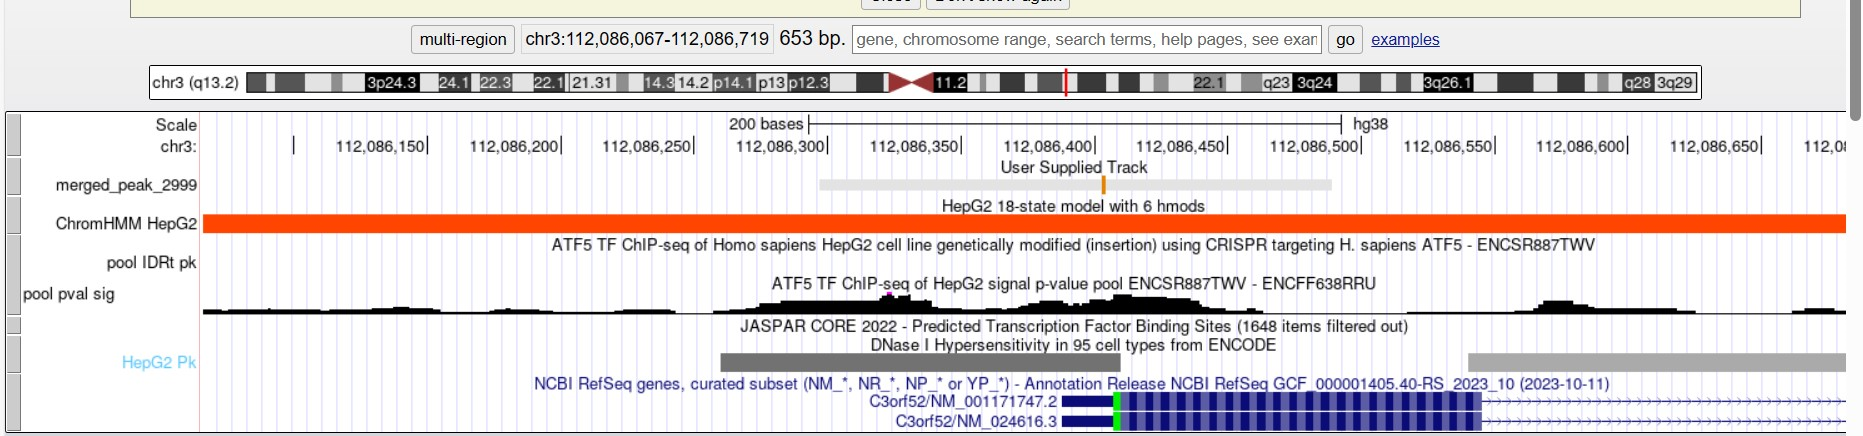 multi-region chr3:112,086,067-112,086,719 653 bp. gene, chromosome range, search terms, help pages, see exam go examples
chr3 (q13.2) 3p24.3 24.1 22.3 22.1 21.31 14.3 14.2 p14.1 p13 p12.3 11.2 22.1 q23 3q24 3q26.1 q28 3q29
Scale 200 bases hg38
chr3: 112,086,150 112,086,200 112,086,250 112,086,300 112,086,350 112,086,400 112,086,450 112,086,500 112,086,550 112,086,600 112,086,650
User Supplied Track
merged_peak_2999
HepG2 18-state model with 6 hmods
ChromHMM HepG2
ATF5 TF ChIP-seq of Homo sapiens HepG2 cell line genetically modified (insertion) using CRISPR targeting H. sapiens ATF5 - ENCSR887TWV
pool IDRt pk
ATF5 TF ChIP-seq of HepG2 signal p-value pool ENCSR887TWV - ENCFF638RRU
pool pval sig
JASPAR CORE 2022 - Predicted Transcription Factor Binding Sites (1648 items filtered out)
DNase I Hypersensitivity in 95 cell types from ENCODE
HepG2 Pk
NCBI RefSeq genes, curated subset (NM_*, NR_*, NP_* or YP_*) - Annotation Release NCBI RefSeq GCF_000001405.40-RS_2023_10 (2023-10-11)
C3orf52/NM_001171747.2
C3orf52/NM_024616.3